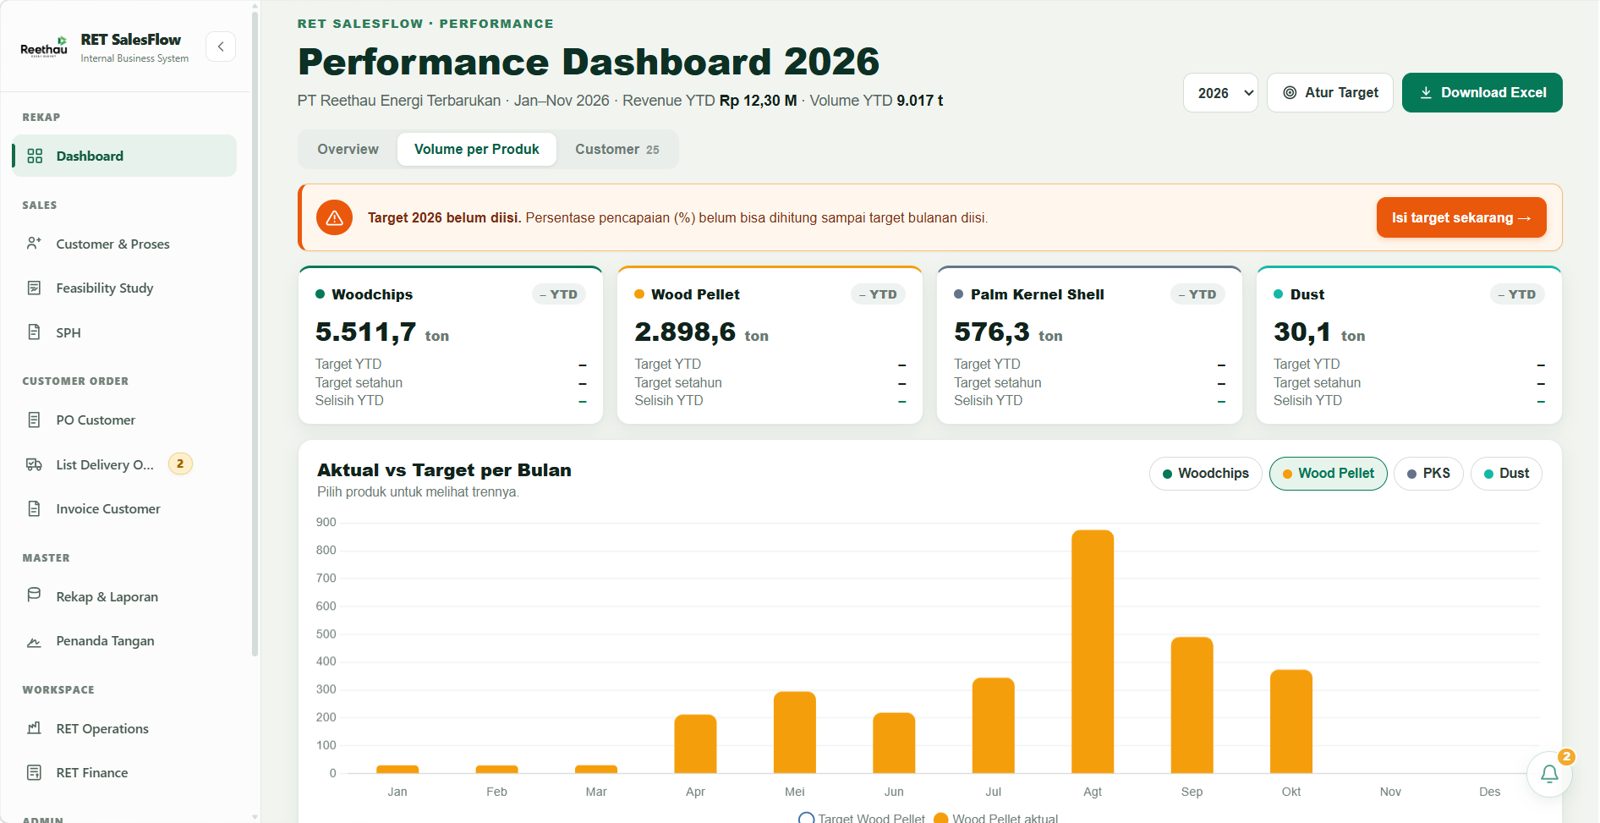 Reethau
RET SalesFlow
Internal Business System
REKAP
Dashboard
SALES
Customer & Proses
Feasibility Study
SPH
CUSTOMER ORDER
PO Customer
List Delivery O... 2
Invoice Customer
MASTER
Rekap & Laporan
Penanda Tangan
WORKSPACE
RET Operations
RET Finance
ADMIN
RET SALESFLOW · PERFORMANCE
Performance Dashboard 2026
PT Reethau Energi Terbarukan · Jan–Nov 2026 · Revenue YTD Rp 12,30 M · Volume YTD 9.017 t
2026 Atur Target Download Excel
Overview Volume per Produk Customer 25
Target 2026 belum diisi. Persentase pencapaian (%) belum bisa dihitung sampai target bulanan diisi.
Isi target sekarang →
Woodchips – YTD
5.511,7 ton
Target YTD –
Target setahun –
Selisih YTD –
Wood Pellet – YTD
2.898,6 ton
Target YTD –
Target setahun –
Selisih YTD –
Palm Kernel Shell – YTD
576,3 ton
Target YTD –
Target setahun –
Selisih YTD –
Dust – YTD
30,1 ton
Target YTD –
Target setahun –
Selisih YTD –
Aktual vs Target per Bulan
Pilih produk untuk melihat trennya.
Woodchips Wood Pellet PKS Dust
900
800
700
600
500
400
300
200
100
0
Jan Feb Mar Apr Mei Jun Jul Agt Sep Okt Nov Des
Target Wood Pellet Wood Pellet aktual
2